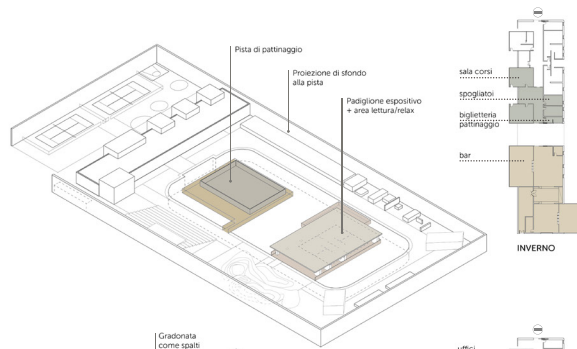 Pista di pattinaggio
Proiezione di sfondo
alla pista
Padiglione espositivo
+ area lettura/relax
sala corsi
spogliatoi
biglietteria
pattinaggio
bar
INVERNO
Gradonata
come spalti
uffici